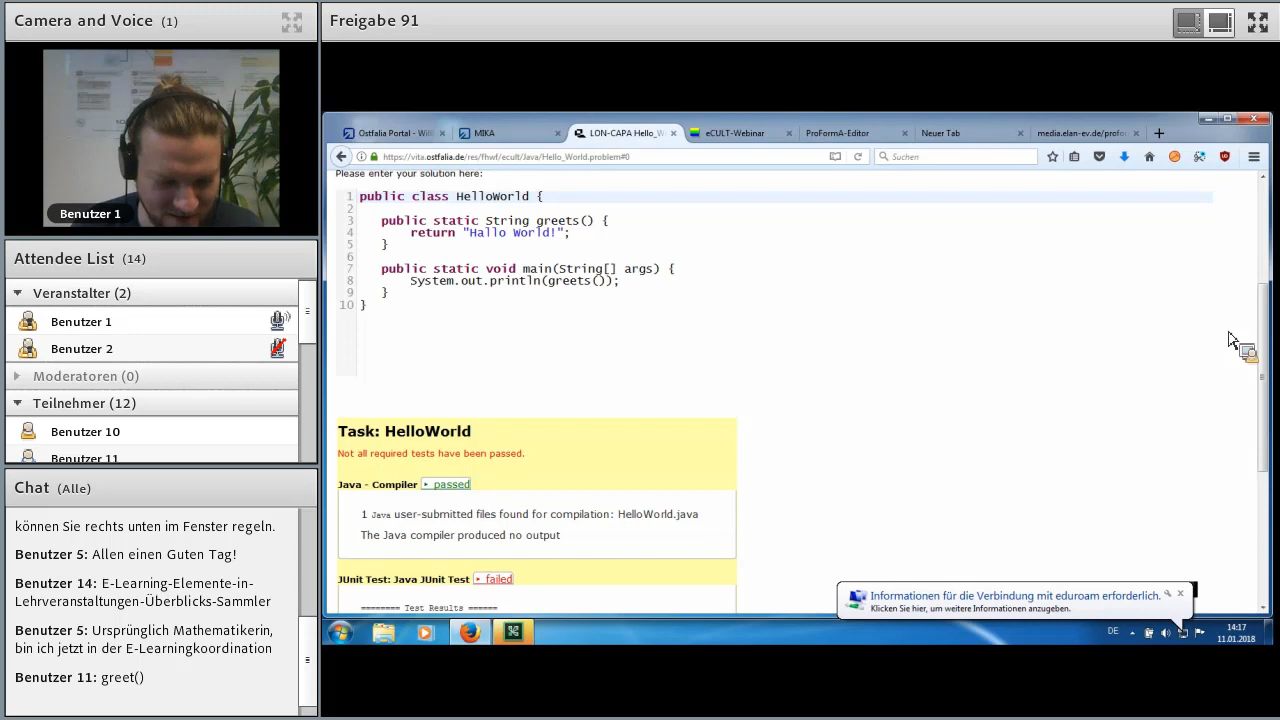 Camera and Voice (1)
Benutzer 1
Attendee List (14)
Veranstalter (2)
Benutzer 1
Benutzer 2
Moderatoren (0)
Teilnehmer (12)
Benutzer 10
Benutzer 11
Chat (Alle)
können Sie rechts unten im Fenster regeln.
Benutzer 5: Allen einen Guten Tag!
Benutzer 14: E-Learning-Elemente-in-
Lehrveranstaltungen-Überblicks-Sammler
Benutzer 5: Ursprünglich Mathematikerin,
bin ich jetzt in der E-Learningkoordination
Benutzer 11: greet()
Freigabe 91
Ostfalia Portal - Will
MIKA
LON-CAPA Hello_W
eCULT-Webinar
ProFormA-Editor
Neuer Tab
media.elan-ev.de/profo
https://vita.ostfalia.de/res/fhwf/ecult/Java/Hello_World.problem#0
Suchen
Please enter your solution here:
1 public class HelloWorld {
2
3 public static String greets() {
4 return "Hallo World!";
5 }
6
7 public static void main(String[] args) {
8 System.out.println(greets());
9 }
10 }
Task: HelloWorld
Not all required tests have been passed.
Java - Compiler passed
1 Java user-submitted files found for compilation: HelloWorld.java
The Java compiler produced no output
JUnit Test: Java JUnit Test failed
======== Test Results ======
Informationen für die Verbindung mit eduroam erforderlich.
Klicken Sie hier, um weitere Informationen anzugeben.
DE
14:17
11.01.2018